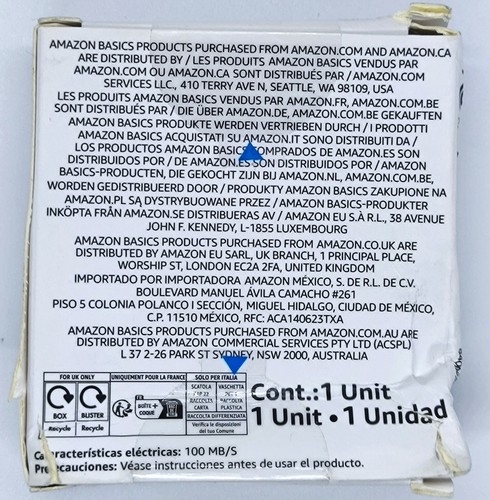 AMAZON BASICS PRODUCTS PURCHASED FROM AMAZON.COM AND AMAZON.CA
ARE DISTRIBUTED BY / LES PRODUITS AMAZON BASICS VENDUS PAR
AMAZON.COM OU AMAZON.CA SONT DISTRIBUÉS PAR / AMAZON.COM
SERVICES LLC., 410 TERRY AVE N, SEATTLE, WA 98109, USA
LES PRODUITS AMAZON BASICS VENDUS PAR AMAZON.FR, AMAZON.COM.BE
SONT DISTRIBUÉS PAR / DIE ÜBER AMAZON.DE, AMAZON.COM.BE GEKAUFTEN
AMAZON BASICS PRODUKTE WERDEN VERTRIEBEN DURCH / I PRODOTTI
AMAZON BASICS ACQUISTATI SU AMAZON.IT SONO DISTRIBUITI DA /
LOS PRODUCTOS AMAZON BASICS COMPRADOS DE AMAZON.ES SON
DISTRIBUIDOS POR / DE AMAZON.ES SON DISTRIBUIDOS POR / AMAZON
BASICS-PRODUCTEN, DIE GEKOCHT ZIJN BIJ AMAZON.NL, AMAZON.COM.BE,
WORDEN GEDISTRIBUEERD DOOR / PRODUKTY AMAZON BASICS ZAKUPIONE NA
AMAZON.PL SĄ DYSTRYBUOWANE PRZEZ / AMAZON BASICS-PRODUKTER
INKÖPTA FRÅN AMAZON.SE DISTRIBUERAS AV / AMAZON EU S.À R.L., 38 AVENUE
JOHN F. KENNEDY, L-1855 LUXEMBOURG
AMAZON BASICS PRODUCTS PURCHASED FROM AMAZON.CO.UK ARE
DISTRIBUTED BY AMAZON EU SARL, UK BRANCH, 1 PRINCIPAL PLACE,
WORSHIP ST, LONDON EC2A 2FA, UNITED KINGDOM
IMPORTADO POR IMPORTADORA AMAZON MÉXICO, S. DE R.L. DE C.V.
BOULEVARD MANUEL ÁVILA CAMACHO #261
PISO 5 COLONIA POLANCO I SECCIÓN, MIGUEL HIDALGO, CIUDAD DE MÉXICO,
C.P. 11510 MÉXICO, RFC: ACA140623TXA
AMAZON BASICS PRODUCTS PURCHASED FROM AMAZON.COM.AU ARE
DISTRIBUTED BY AMAZON COMMERCIAL SERVICES PTY LTD (ACSPL)
L 37 2-26 PARK ST SYDNEY, NSW 2000, AUSTRALIA
FOR UK ONLY
BOX
Recycle
BLISTER
Recycle
UNIQUEMENT POUR LA FRANCE
FR
BOÎTE +
COQUE
SOLO PER ITALIA
SCATOLA
PAP 22
RACCOLTA
CARTA
VASCHETTA
RACCOLTA
PLASTICA
RACCOLTA DIFFERENZIATA
Verifica le disposizioni
del tuo Comune
Cont.:1 Unit
1 Unit • 1 Unidad
Características eléctricas: 100 MB/S
Precauciones: Véase instrucciones antes de usar el producto.